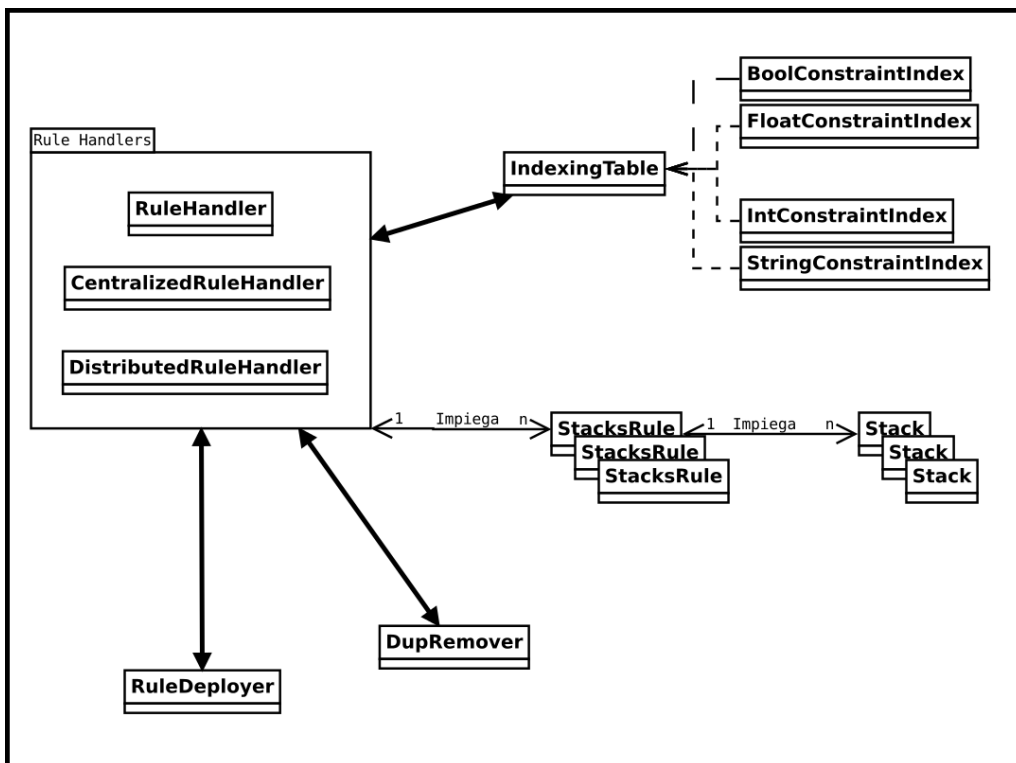 BoolConstraintIndex
FloatConstraintIndex
Rule Handlers
IndexingTable
RuleHandler
IntConstraintIndex
StringConstraintIndex
CentralizedRuleHandler
DistributedRuleHandler
1 Impiega n
StacksRule
1 Impiega n
Stack
StacksRule
Stack
StacksRule
Stack
DupRemover
RuleDeployer